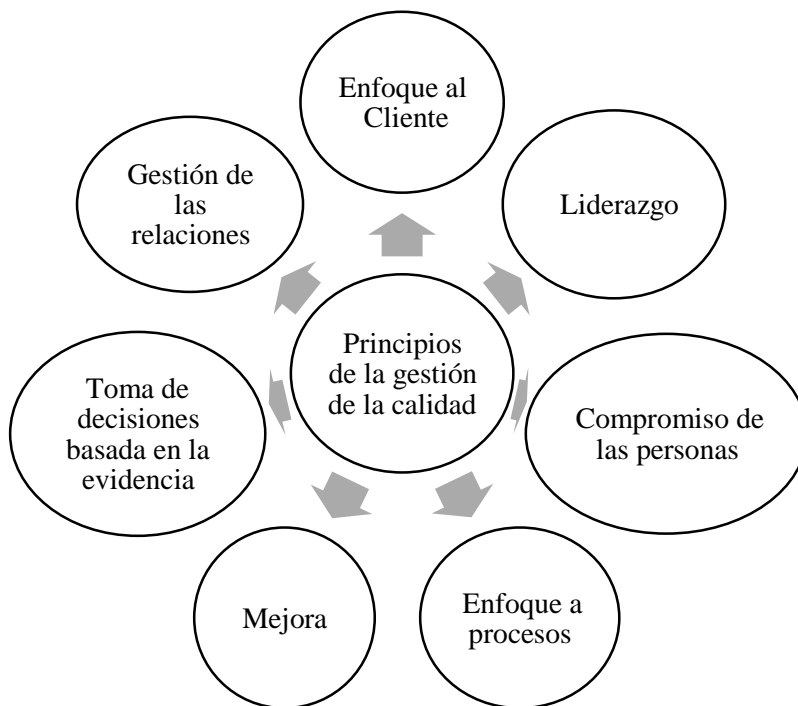 Enfoque al
Cliente
Liderazgo
Compromiso de
las personas
Enfoque a
procesos
Mejora
Toma de
decisiones
basada en la
evidencia
Gestión de
las
relaciones
Principios
de la gestión
de la calidad